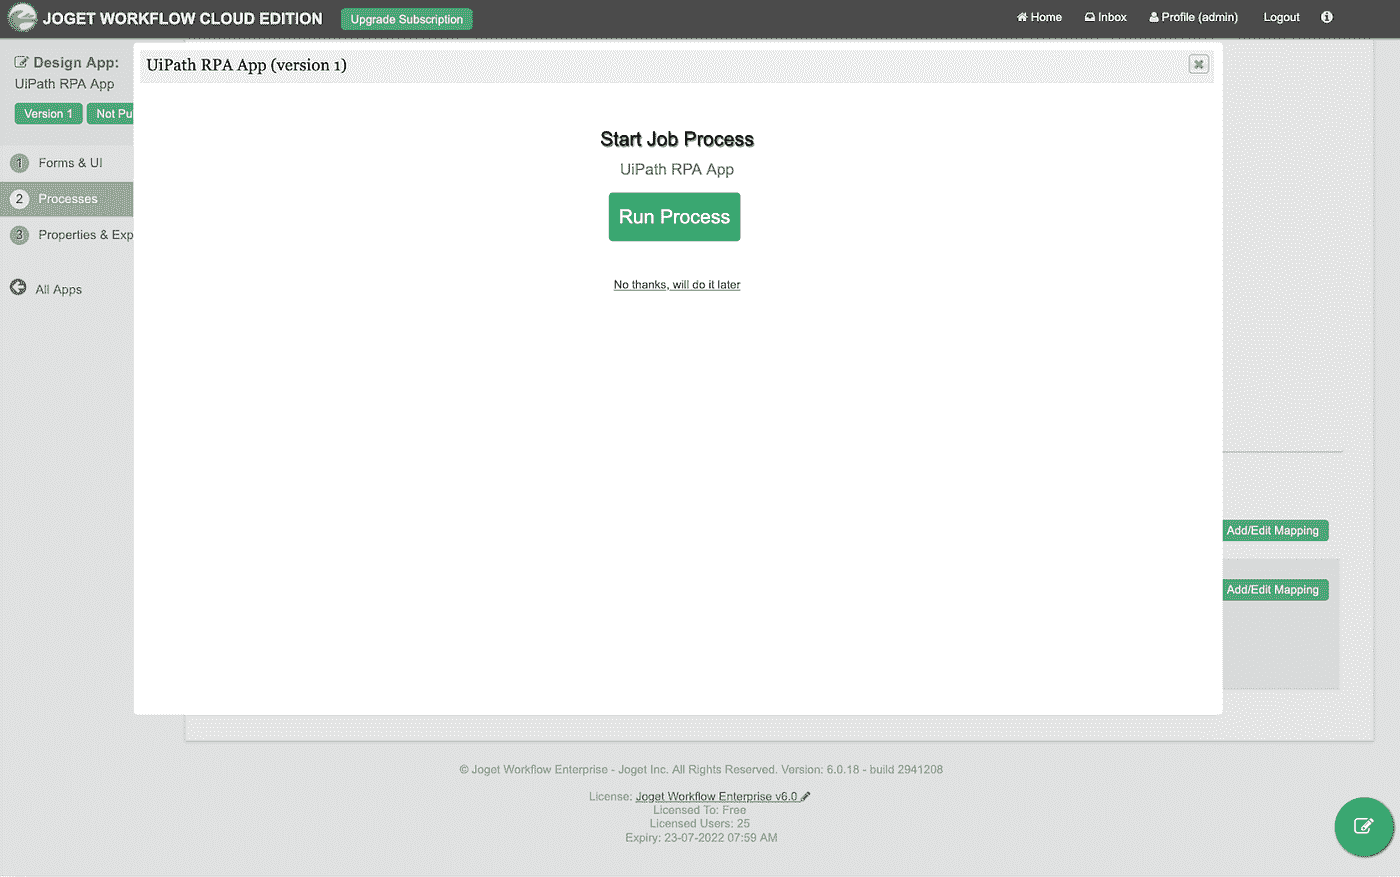 JOGET WORKFLOW CLOUD EDITION
Upgrade Subscription
Home
Inbox
Profile (admin)
Logout
Design App:
UiPath RPA App
Version 1
Not Pu
1 Forms & UI
2 Processes
3 Properties & Exp
All Apps
UiPath RPA App (version 1)
Start Job Process
UiPath RPA App
Run Process
No thanks, will do it later
Add/Edit Mapping
Add/Edit Mapping
© Joget Workflow Enterprise - Joget Inc. All Rights Reserved. Version: 6.0.18 - build 2941208
License: Joget Workflow Enterprise v6.0
Licensed To: Free
Licensed Users: 25
Expiry: 23-07-2022 07:59 AM